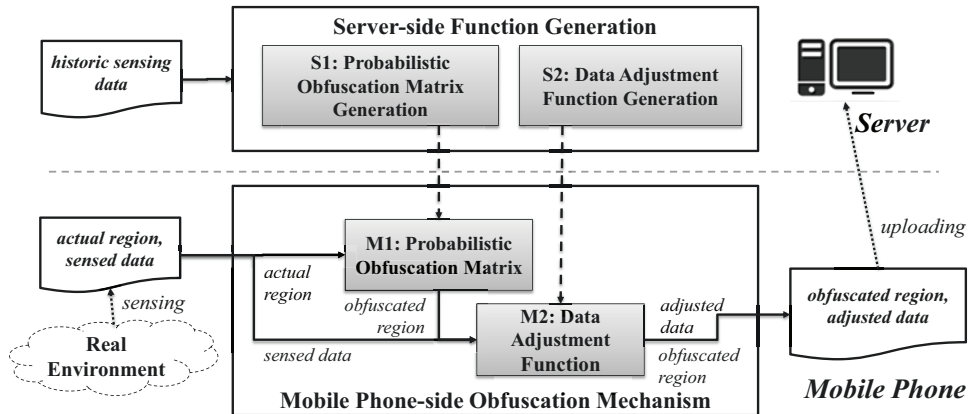 Server-side Function Generation
historic sensing
data
S1: Probabilistic
Obfuscation Matrix
Generation
S2: Data Adjustment
Function Generation
Server
actual region,
sensed data
M1: Probabilistic
Obfuscation Matrix
actual
region
uploading
sensing
obfuscated
region
obfuscated region,
adjusted data
M2: Data
Adjustment
Function
adjusted
data
Real
Environment
sensed data
obfuscated
region
Mobile Phone-side Obfuscation Mechanism
Mobile Phone